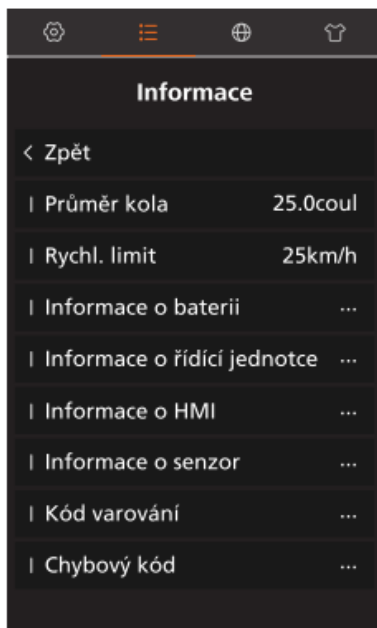 Informace
< Zpět
Průměr kola 25.0coul
Rychl. limit 25km/h
Informace o baterii ...
Informace o řídící jednotce ...
Informace o HMI ...
Informace o senzor ...
Kód varování ...
Chybový kód ...